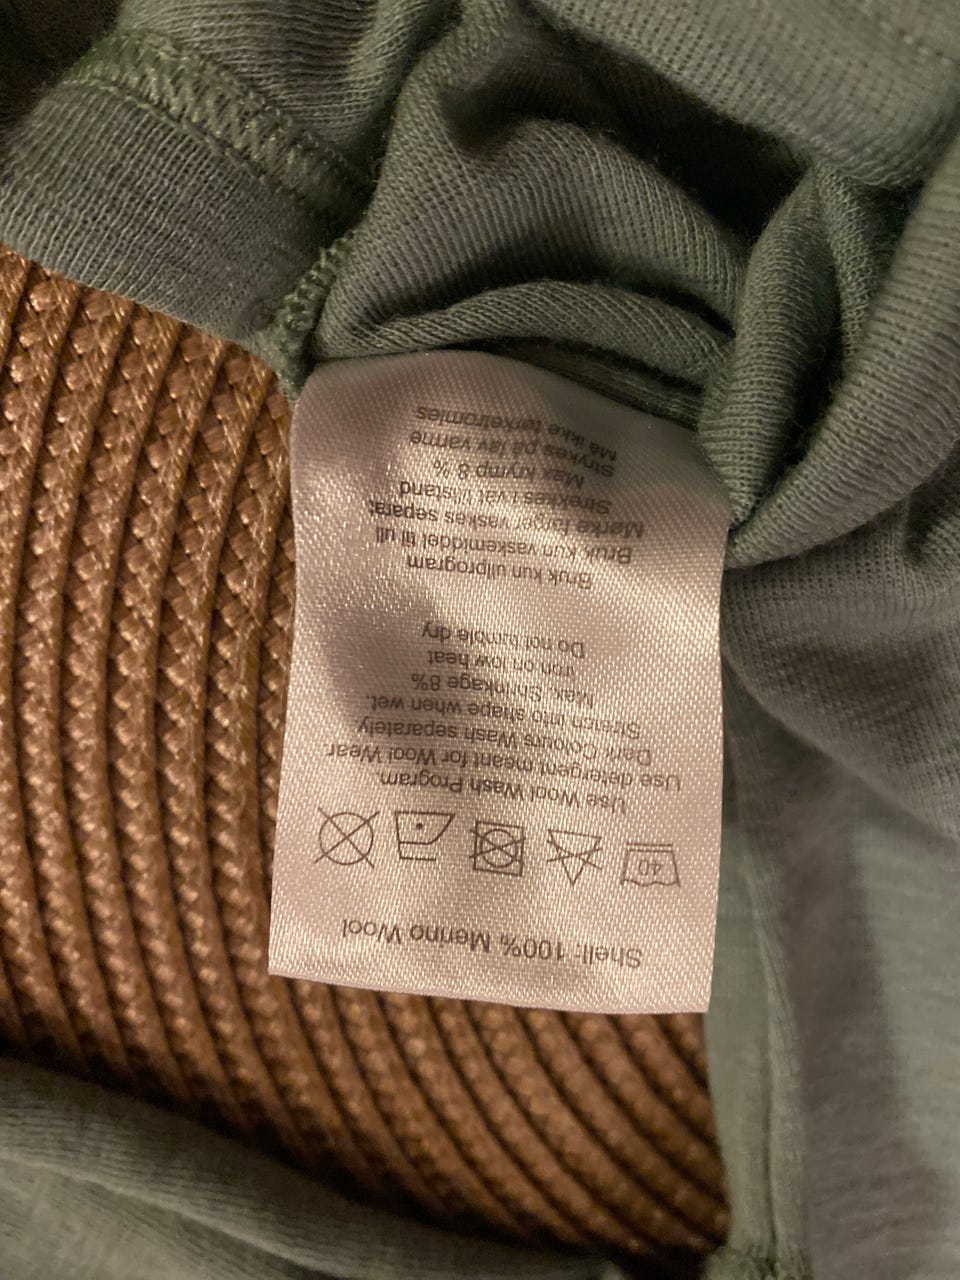 Shell: 100% Merino Wool
40
Use Wool Wash Program.
Use detergent meant for Wool Wear.
Dark Colours Wash separately
Stretch into shape when wet.
Max. Shrinkage 8%
Iron on low heat
Do not tumble dry
Bruk kun ullprogram
Bruk kun vaskemiddel til ull
Mørke farger vaskes separat
Strekkes i våt tilstand
Max krymp 8 %
Strykes på lav varme
Må ikke tørketromles